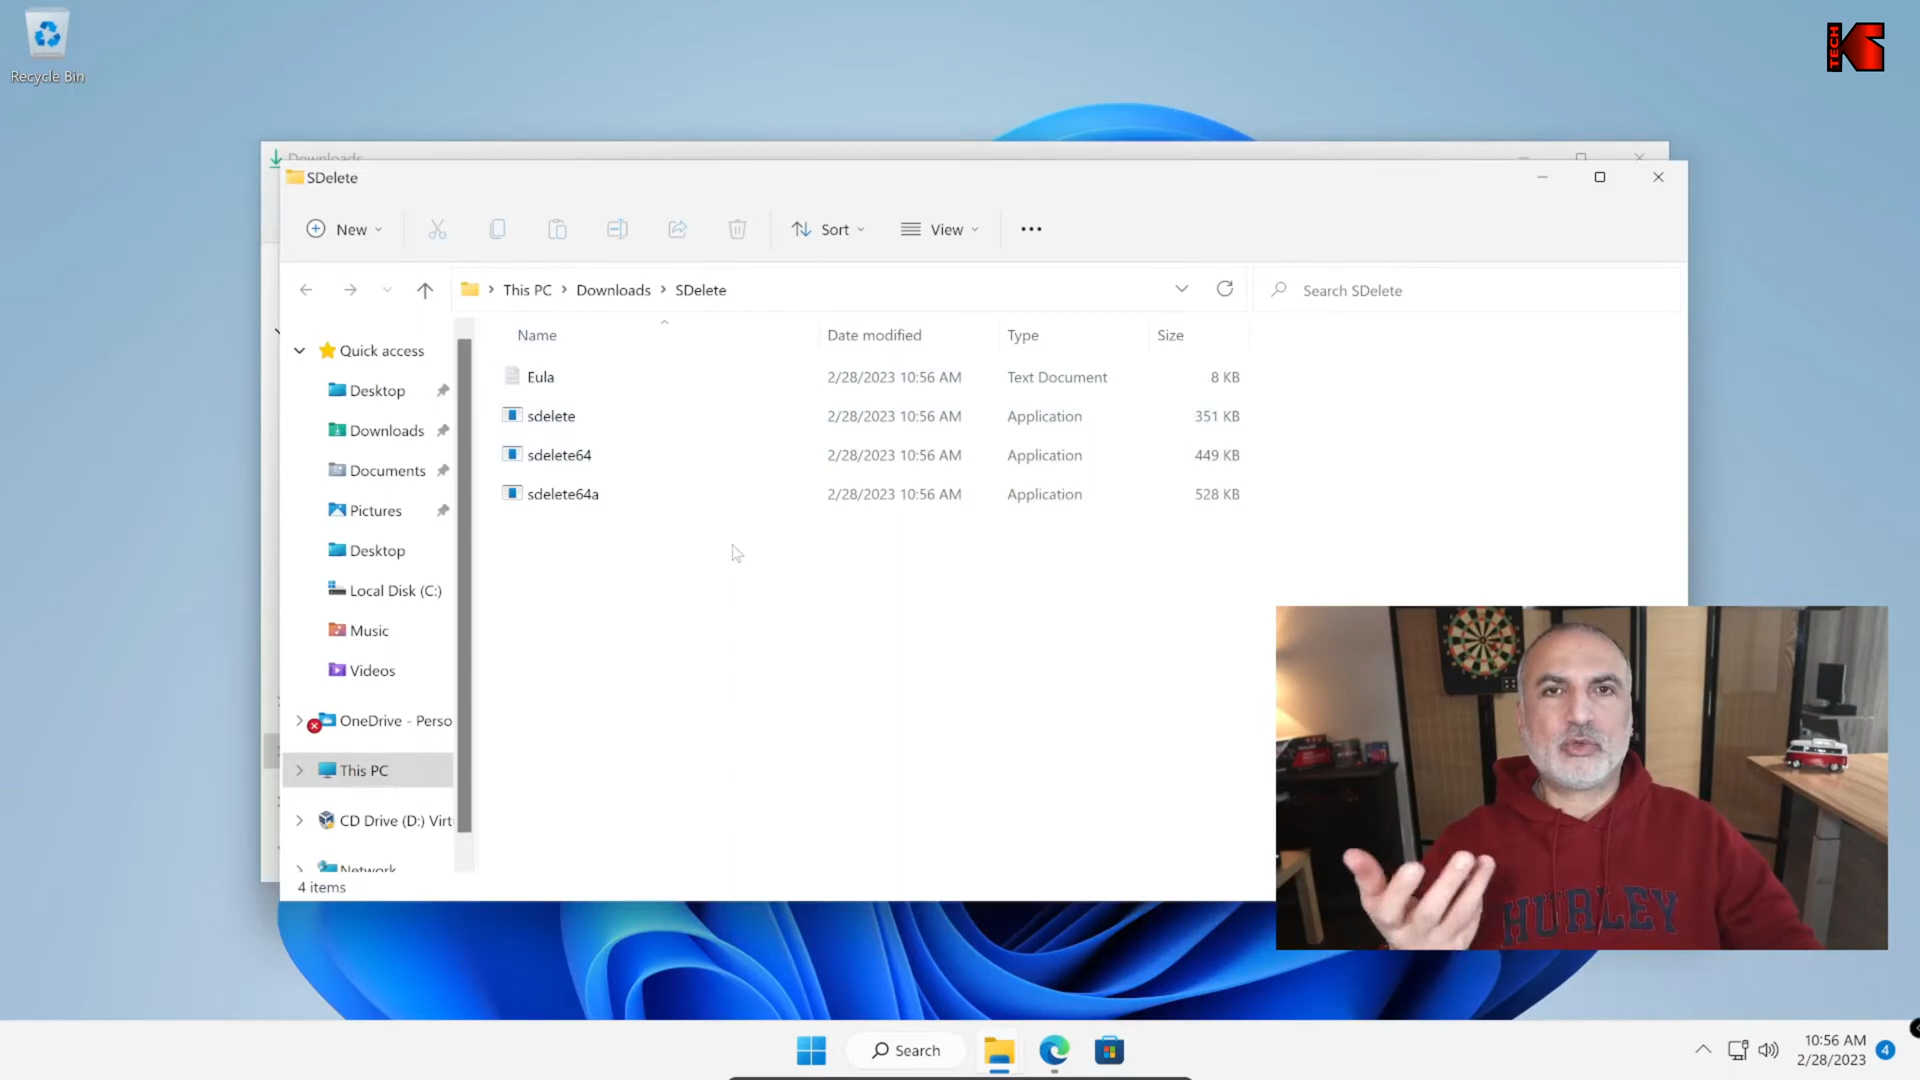 Recycle Bin
TECH
Downloads
SDelete
New
Sort
View
This PC
Downloads
SDelete
Search SDelete
Name
Date modified
Type
Size
Quick access
Desktop
Downloads
Documents
Pictures
Desktop
Local Disk (C:)
Music
Videos
OneDrive - Perso
This PC
CD Drive (D:) Virt
Network
Eula 2/28/2023 10:56 AM Text Document 8 KB
sdelete 2/28/2023 10:56 AM Application 351 KB
sdelete64 2/28/2023 10:56 AM Application 449 KB
sdelete64a 2/28/2023 10:56 AM Application 528 KB
4 items
HURLEY
Search
10:56 AM
2/28/2023
4